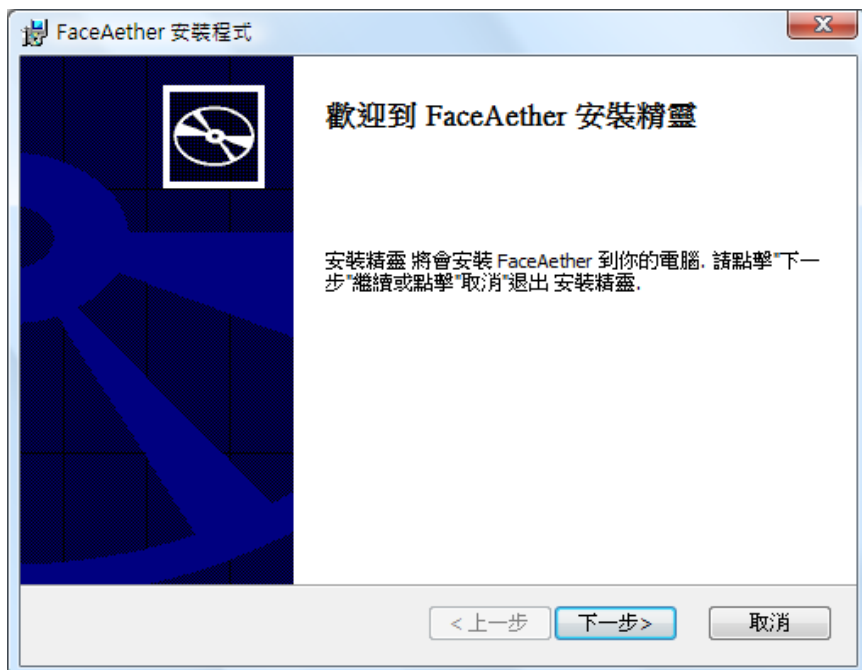 FaceAether 安裝程式
歡迎到 FaceAether 安裝精靈
安裝精靈 將會安裝 FaceAether 到你的電腦. 請點擊"下一
步"繼續或點擊"取消"退出 安裝精靈.
<上一步 下一步> 取消